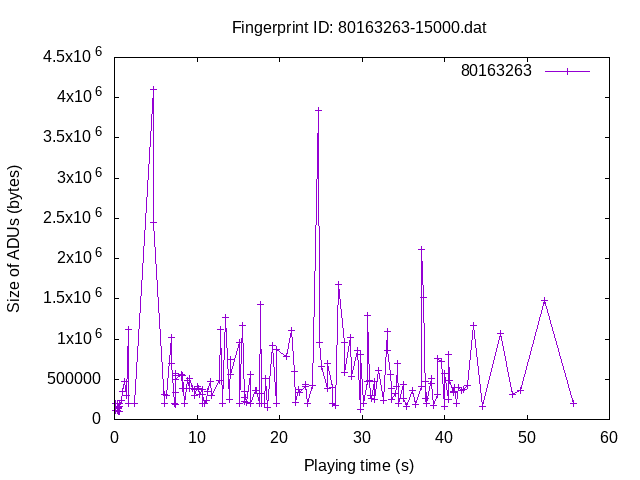 Fingerprint ID: 80163263-15000.dat
4.5x10^6
80163263
4x10^6
3.5x10^6
3x10^6
2.5x10^6
2x10^6
1.5x10^6
1x10^6
500000
0
Size of ADUs (bytes)
0 10 20 30 40 50 60
Playing time (s)